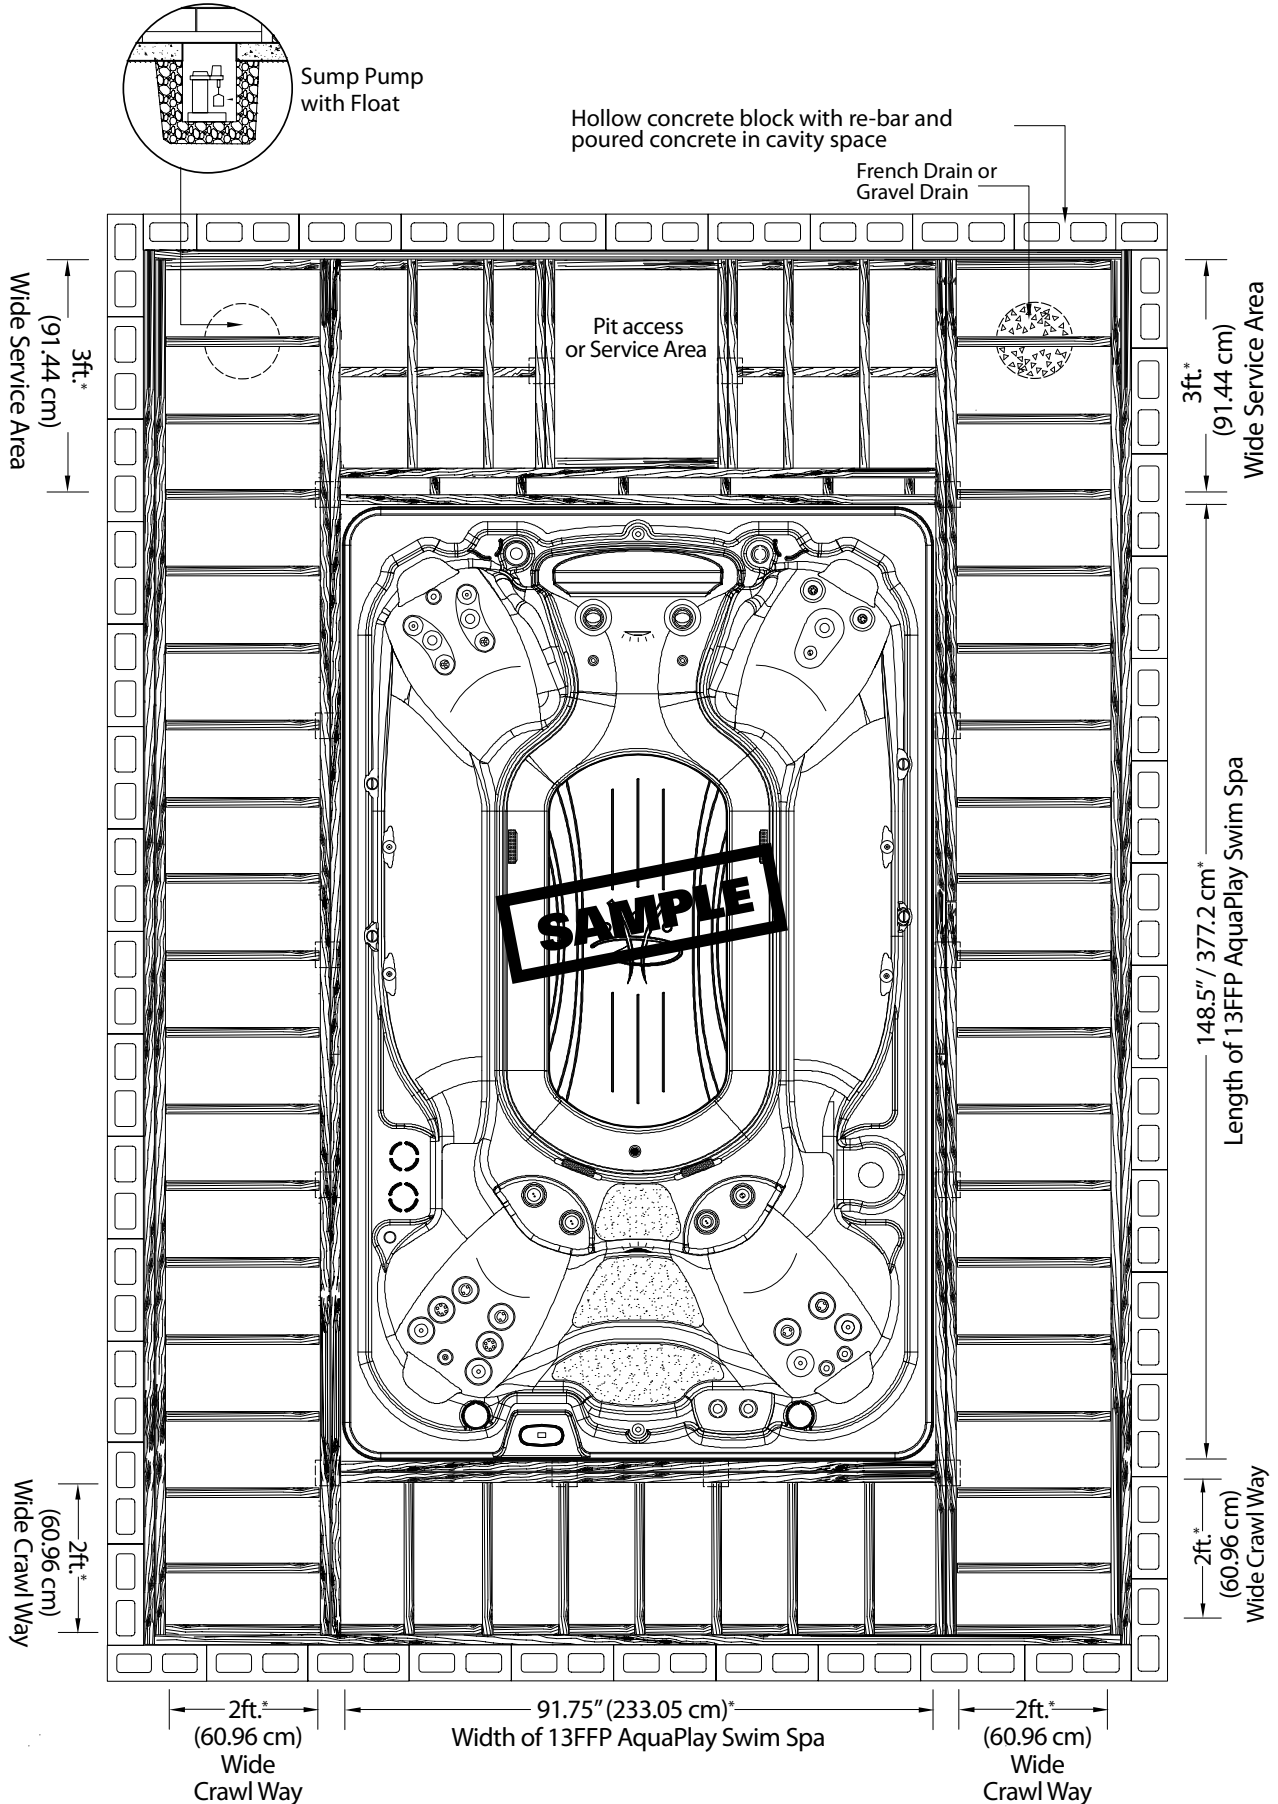 Sump Pump
with Float
Hollow concrete block with re-bar and
poured concrete in cavity space
French Drain or
Gravel Drain
3ft.*
(91.44 cm)
Wide Service Area
Pit access
or Service Area
3ft.*
(91.44 cm)
Wide Service Area
SAMPLE
148.5” / 377.2 cm*
Length of 13FFP AquaPlay Swim Spa
2ft.*
(60.96 cm)
Wide Crawl Way
2ft.*
(60.96 cm)
Wide Crawl Way
2ft.*
(60.96 cm)
Wide
Crawl Way
91.75” (233.05 cm)*
Width of 13FFP AquaPlay Swim Spa
2ft.*
(60.96 cm)
Wide
Crawl Way